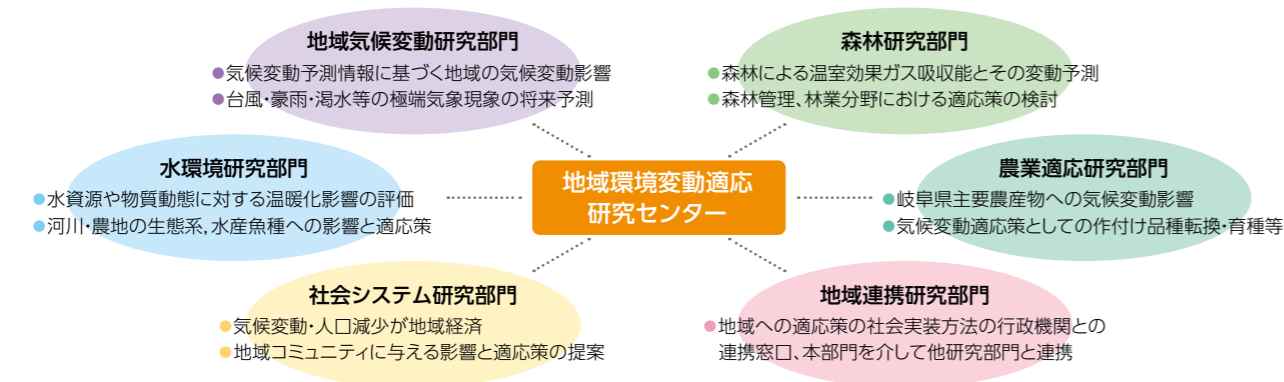 地域気候変動研究部門
●気候変動予測情報に基づく地域の気候変動影響
●台風・豪雨・渇水等の極端気象現象の将来予測
森林研究部門
●森林による温室効果ガス吸収能とその変動予測
●森林管理、林業分野における適応策の検討
水環境研究部門
●水資源や物質動態に対する温暖化影響の評価
●河川・農地の生態系,水産魚種への影響と適応策
地域環境変動適応
研究センター
農業適応研究部門
●岐阜県主要農産物への気候変動影響
●気候変動適応策としての作付け品種転換・育種等
社会システム研究部門
●気候変動・人口減少が地域経済
●地域コミュニティに与える影響と適応策の提案
地域連携研究部門
●地域への適応策の社会実装方法の行政機関との
連携窓口、本部門を介して他研究部門と連携